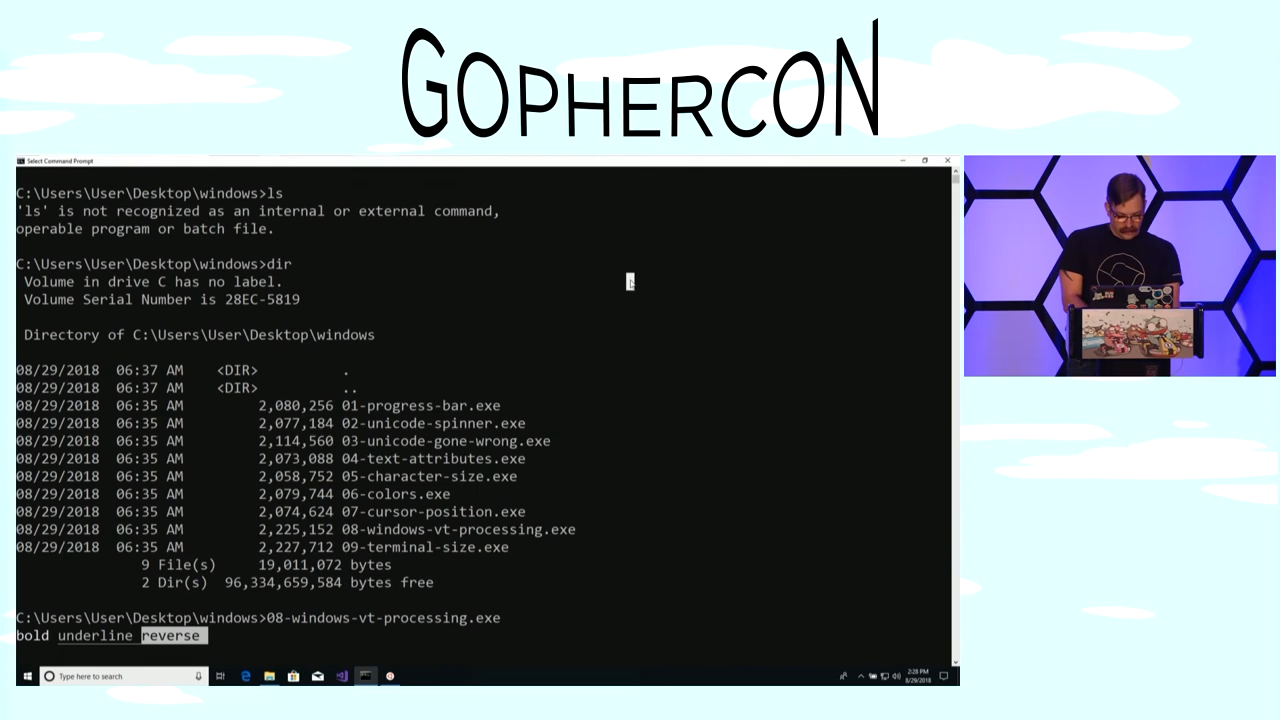 GOPHERCON
Select Command Prompt
C:\Users\User\Desktop\windows>ls
'ls' is not recognized as an internal or external command,
operable program or batch file.
C:\Users\User\Desktop\windows>dir
 Volume in drive C has no label.
 Volume Serial Number is 28EC-5819
 Directory of C:\Users\User\Desktop\windows
08/29/2018  06:37 AM    <DIR>          .
08/29/2018  06:37 AM    <DIR>          ..
08/29/2018  06:35 AM         2,080,256 01-progress-bar.exe
08/29/2018  06:35 AM         2,077,184 02-unicode-spinner.exe
08/29/2018  06:35 AM         2,114,560 03-unicode-gone-wrong.exe
08/29/2018  06:35 AM         2,073,088 04-text-attributes.exe
08/29/2018  06:35 AM         2,058,752 05-character-size.exe
08/29/2018  06:35 AM         2,079,744 06-colors.exe
08/29/2018  06:35 AM         2,074,624 07-cursor-position.exe
08/29/2018  06:35 AM         2,225,152 08-windows-vt-processing.exe
08/29/2018  06:35 AM         2,227,712 09-terminal-size.exe
               9 File(s)     19,011,072 bytes
               2 Dir(s)  96,334,659,584 bytes free
C:\Users\User\Desktop\windows>08-windows-vt-processing.exe
bold underline reverse
Type here to search
2:28 PM
8/29/2018